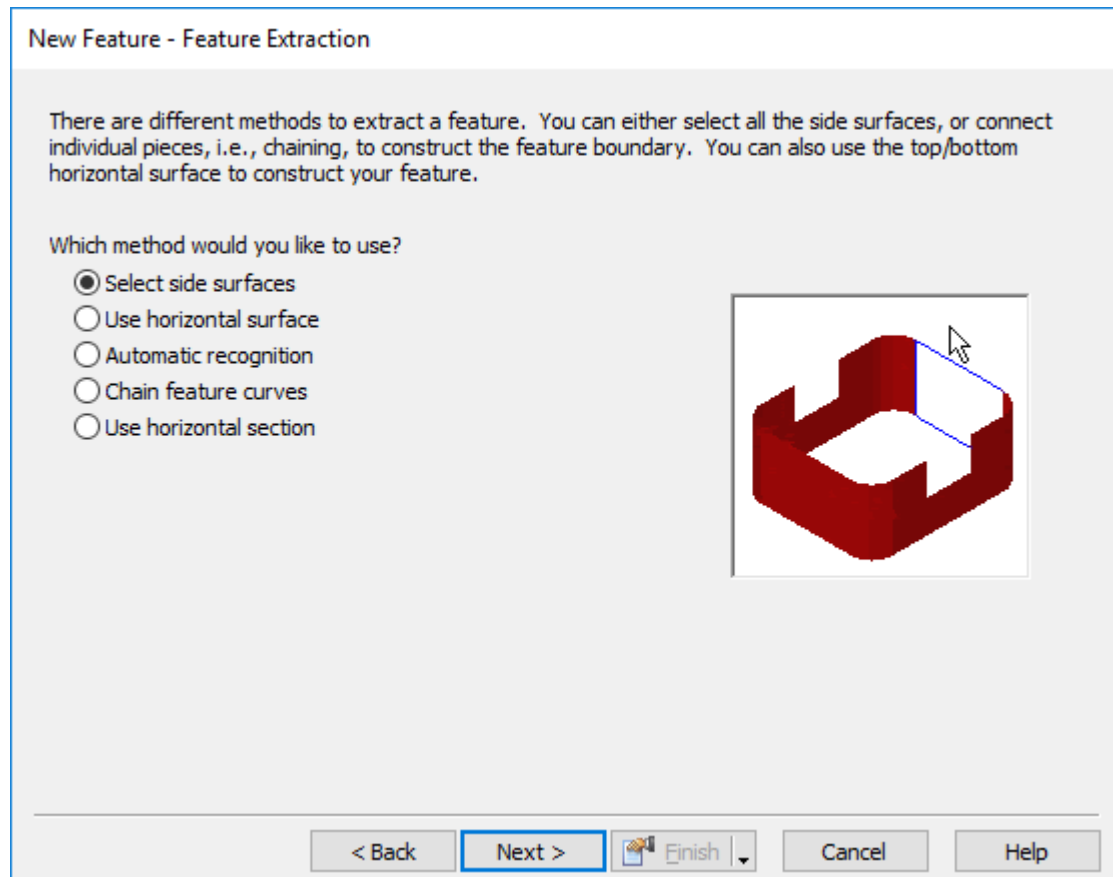 New Feature - Feature Extraction
There are different methods to extract a feature.  You can either select all the side surfaces, or connect
individual pieces, i.e., chaining, to construct the feature boundary.  You can also use the top/bottom
horizontal surface to construct your feature.
Which method would you like to use?
Select side surfaces
Use horizontal surface
Automatic recognition
Chain feature curves
Use horizontal section
< Back Next > Finish Cancel Help